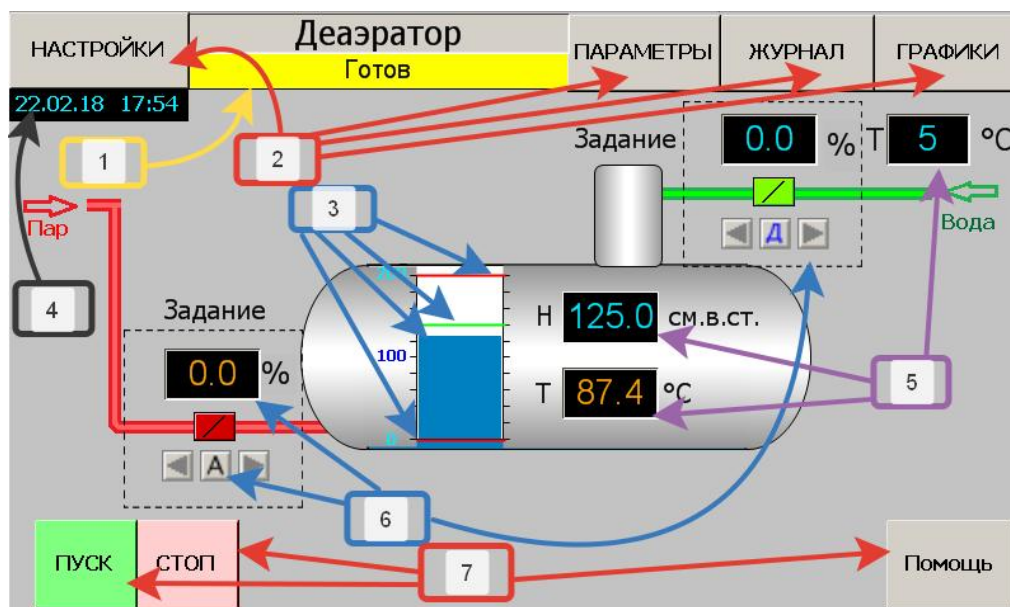 НАСТРОЙКИ
Деаэратор
Готов
ПАРАМЕТРЫ
ЖУРНАЛ
ГРАФИКИ
22.02.18 17:54
1
2
3
Задание
0.0 %
T 5 °C
Пар
Вода
Д
4
Задание
0.0 %
H 125.0 см.в.ст.
100
T 87.4 °C
0
5
А
6
ПУСК
СТОП
7
Помощь